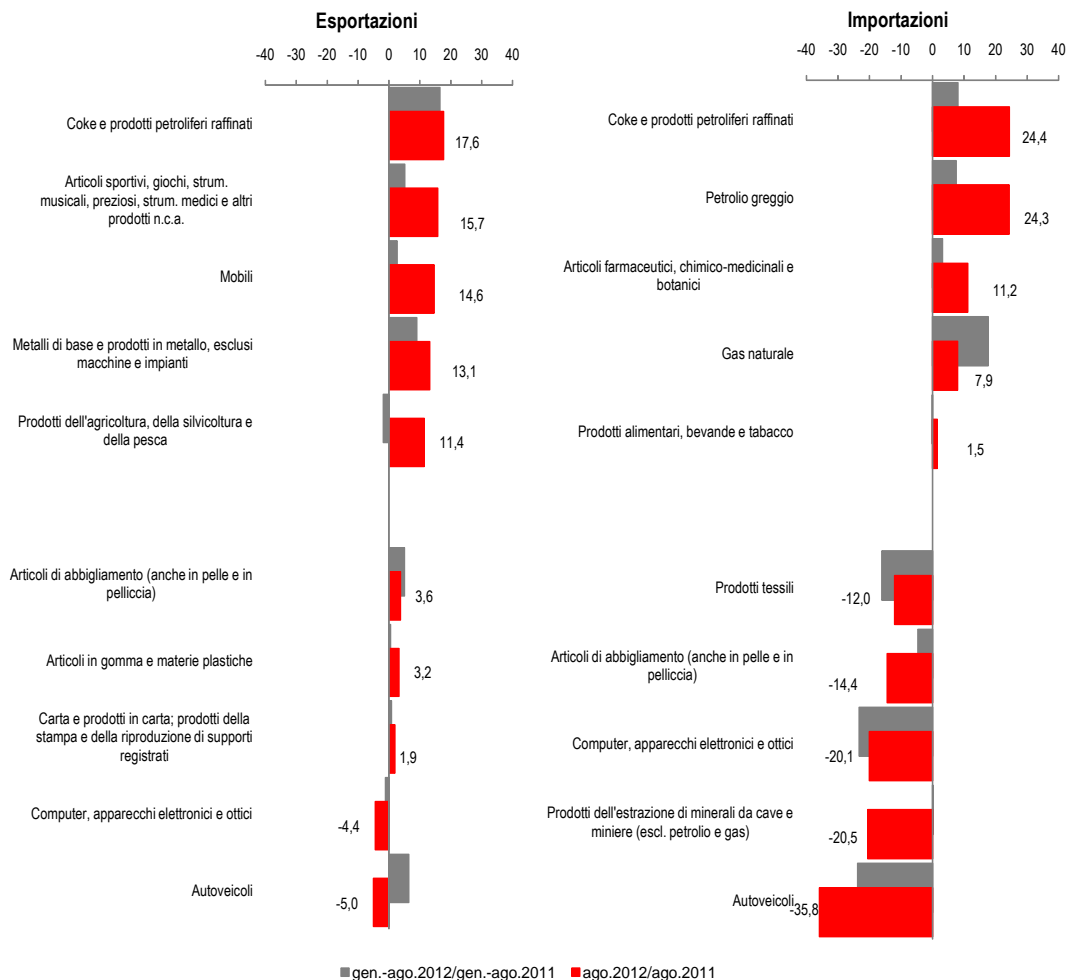 Esportazioni
-40 -30 -20 -10 0 10 20 30 40
Coke e prodotti petroliferi raffinati
17,6
Articoli sportivi, giochi, strum.
musicali, preziosi, strum. medici e altri
prodotti n.c.a.
15,7
Mobili
14,6
Metalli di base e prodotti in metallo, esclusi
macchine e impianti
13,1
Prodotti dell'agricoltura, della silvicoltura e
della pesca
11,4
Articoli di abbigliamento (anche in pelle e in
pelliccia)
3,6
Articoli in gomma e materie plastiche
3,2
Carta e prodotti in carta; prodotti della
stampa e della riproduzione di supporti
registrati
1,9
Computer, apparecchi elettronici e ottici
-4,4
Autoveicoli
-5,0
Importazioni
-40 -30 -20 -10 0 10 20 30 40
Coke e prodotti petroliferi raffinati
24,4
Petrolio greggio
24,3
Articoli farmaceutici, chimico-medicinali e
botanici
11,2
Gas naturale
7,9
Prodotti alimentari, bevande e tabacco
1,5
Prodotti tessili
-12,0
Articoli di abbigliamento (anche in pelle e in
pelliccia)
-14,4
Computer, apparecchi elettronici e ottici
-20,1
Prodotti dell'estrazione di minerali da cave e
miniere (escl. petrolio e gas)
-20,5
Autoveicoli
-35,8
gen.-ago.2012/gen.-ago.2011 ago.2012/ago.2011